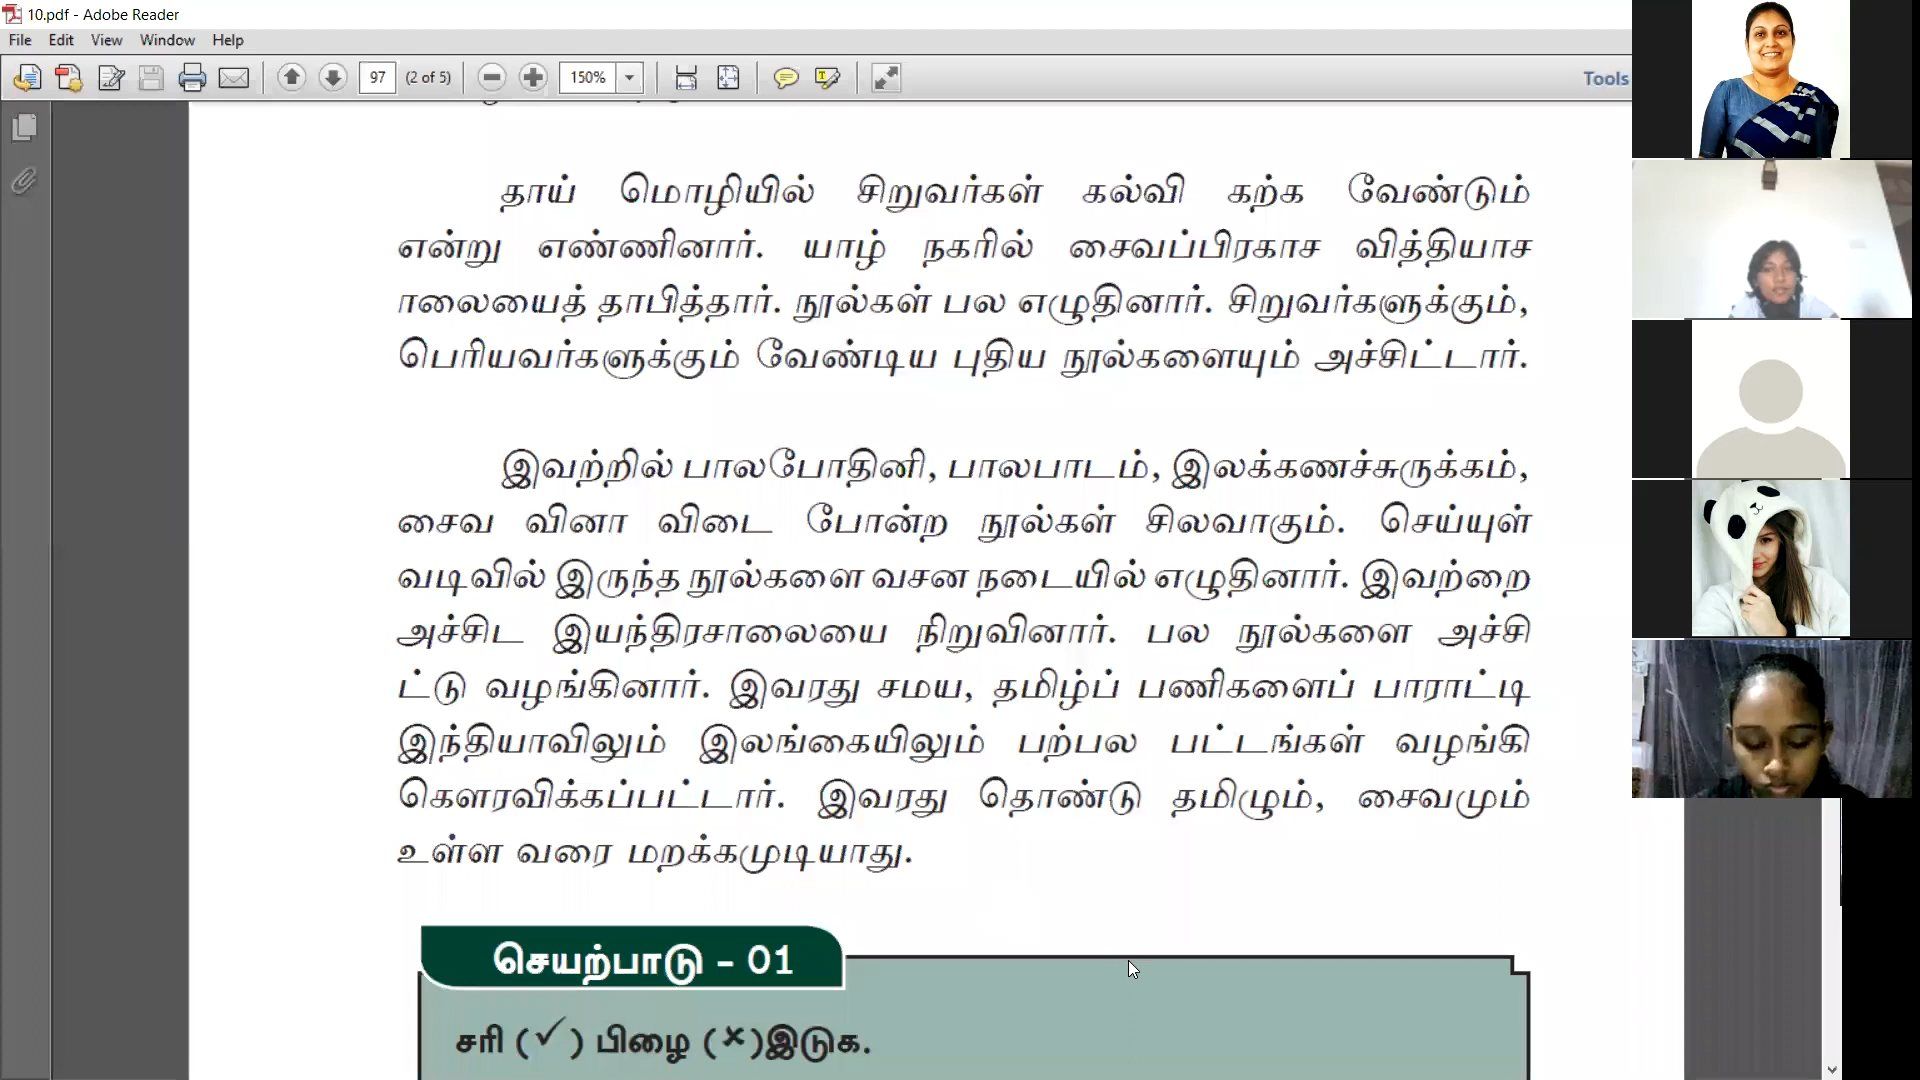 10.pdf - Adobe Reader
File Edit View Window Help
97 (2 of 5) 150% Tools
தாய் மொழியில் சிறுவர்கள் கல்வி கற்க வேண்டும்
என்று எண்ணினார். யாழ் நகரில் சைவப்பிரகாச வித்தியாச
ாலையைத் தாபித்தார். நூல்கள் பல எழுதினார். சிறுவர்களுக்கும்,
பெரியவர்களுக்கும் வேண்டிய புதிய நூல்களையும் அச்சிட்டார்.
இவற்றில் பாலபோதினி, பாலபாடம், இலக்கணச்சுருக்கம்,
சைவ வினா விடை போன்ற நூல்கள் சிலவாகும். செய்யுள்
வடிவில் இருந்த நூல்களை வசன நடையில் எழுதினார். இவற்றை
அச்சிட இயந்திரசாலையை நிறுவினார். பல நூல்களை அச்சி
ட்டு வழங்கினார். இவரது சமய, தமிழ்ப் பணிகளைப் பாராட்டி
இந்தியாவிலும் இலங்கையிலும் பற்பல பட்டங்கள் வழங்கி
கௌரவிக்கப்பட்டார். இவரது தொண்டு தமிழும், சைவமும்
உள்ள வரை மறக்கமுடியாது.
செயற்பாடு - 01
சரி (✓) பிழை (×)இடுக.